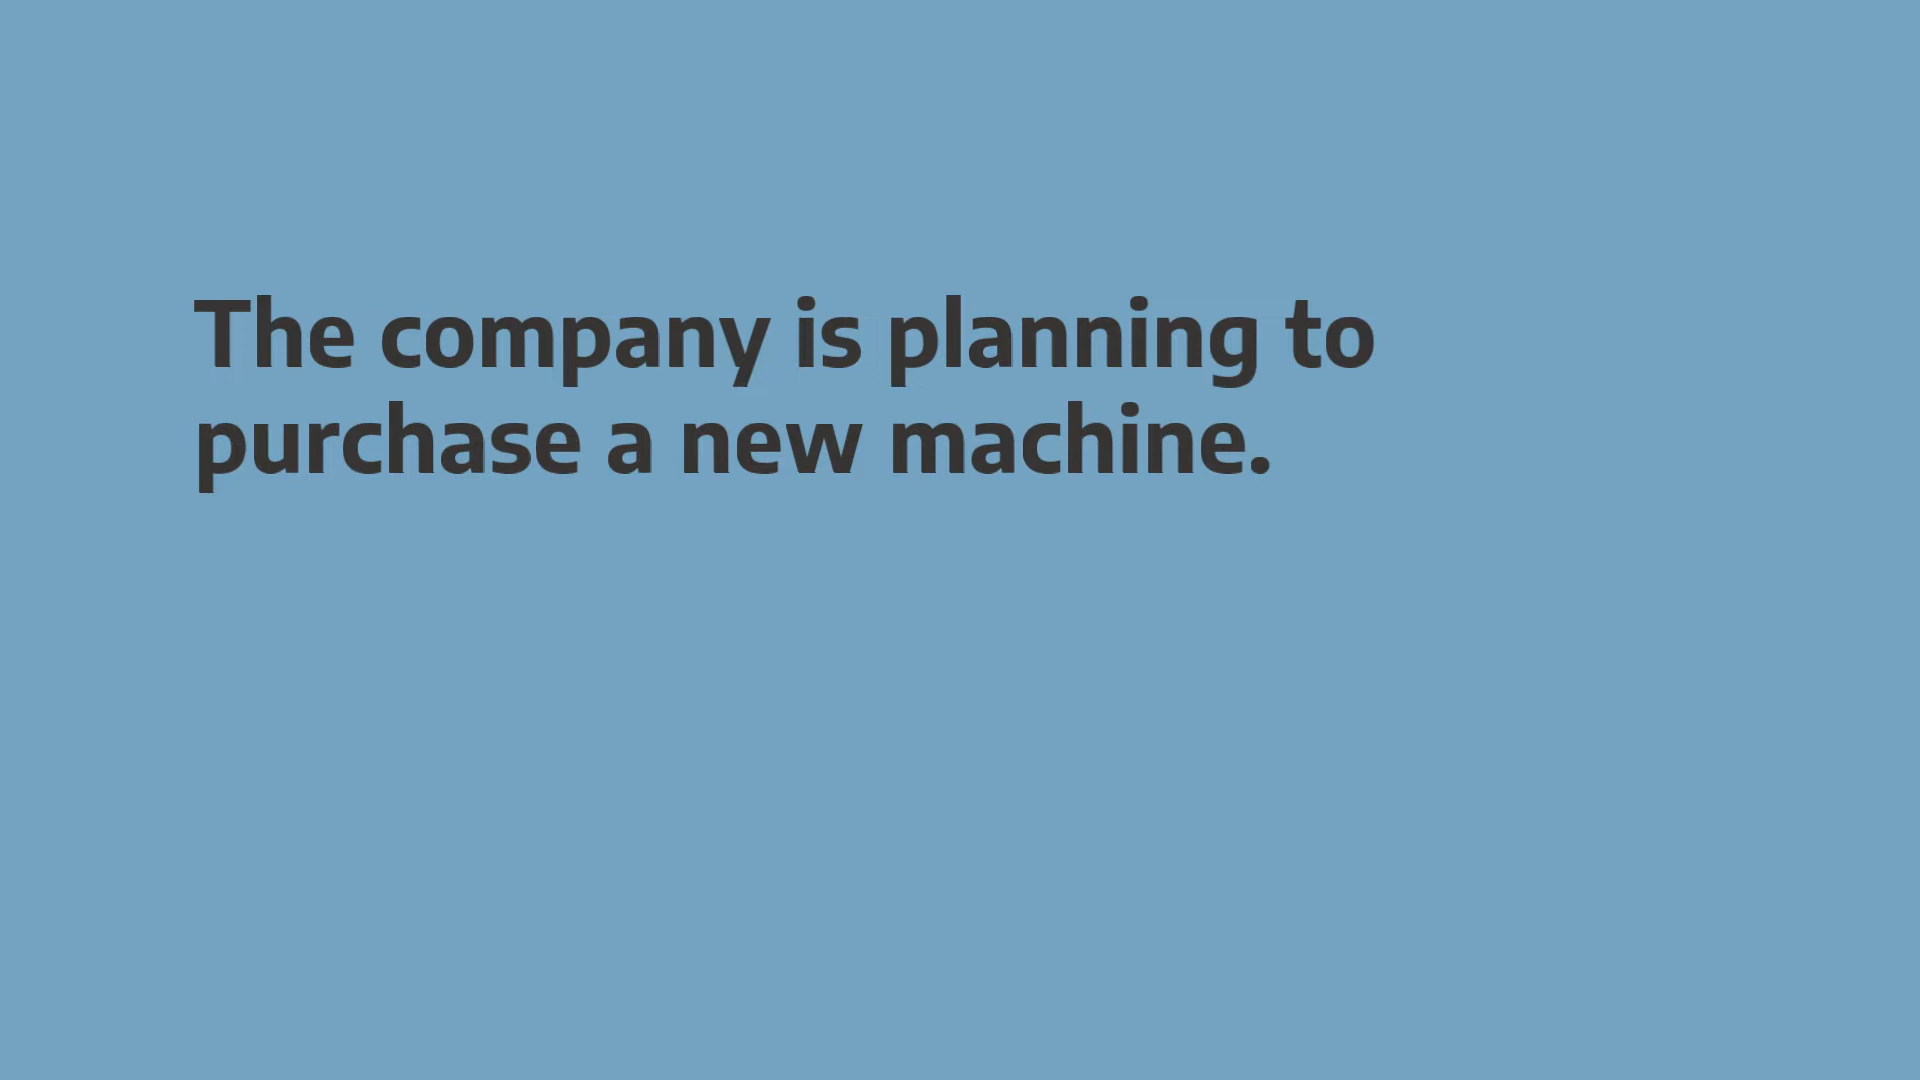 The company is planning to
purchase a new machine.